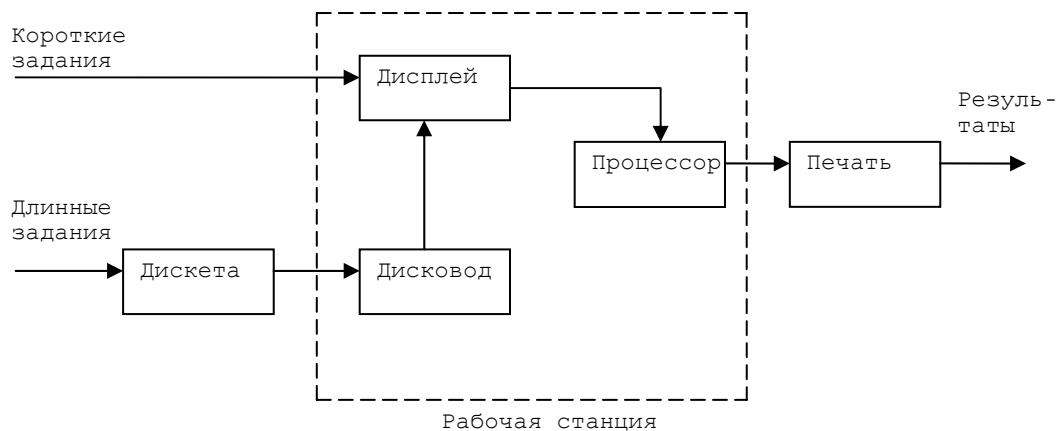 Короткие
задания
Дисплей
Резуль-
таты
Процессор
Печать
Длинные
задания
Дискета
Дисковод
Рабочая станция